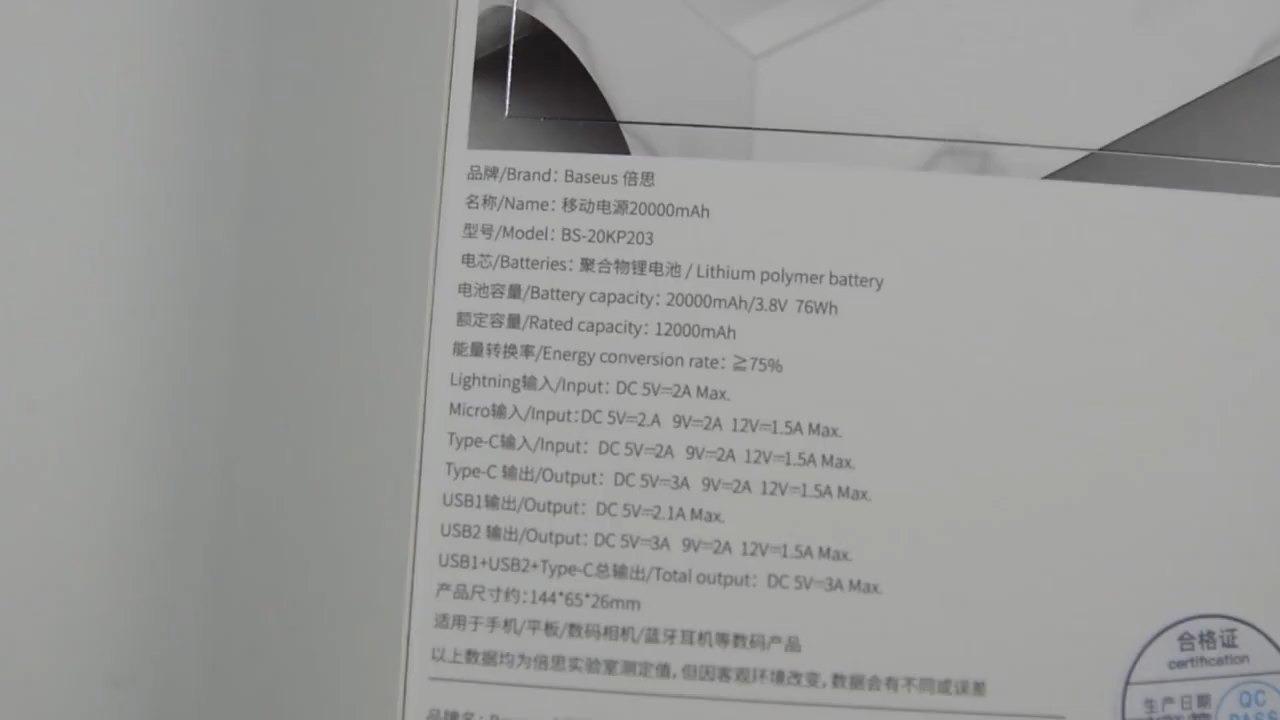 品牌/Brand: Baseus 倍思
名称/Name: 移动电源20000mAh
型号/Model: BS-20KP203
电芯/Batteries: 聚合物锂电池 / Lithium polymer battery
电池容量/Battery capacity: 20000mAh/3.8V 76Wh
额定容量/Rated capacity: 12000mAh
能量转换率/Energy conversion rate: ≧75%
Lightning输入/Input: DC 5V⎓2A Max.
Micro输入/Input:DC 5V⎓2.A 9V⎓2A 12V⎓1.5A Max.
Type-C输入/Input: DC 5V⎓2A 9V⎓2A 12V⎓1.5A Max.
Type-C 输出/Output: DC 5V⎓3A 9V⎓2A 12V⎓1.5A Max.
USB1输出/Output: DC 5V⎓2.1A Max.
USB2 输出/Output: DC 5V⎓3A 9V⎓2A 12V⎓1.5A Max.
USB1+USB2+Type-C总输出/Total output: DC 5V⎓3A Max.
产品尺寸约:144*65*26mm
适用于手机/平板/数码相机/蓝牙耳机等数码产品
以上数据均为倍思实验室测定值,但因客观环境改变,数据会有不同或误差
合格证
certification
生产日期
QC
PASS
品牌名: